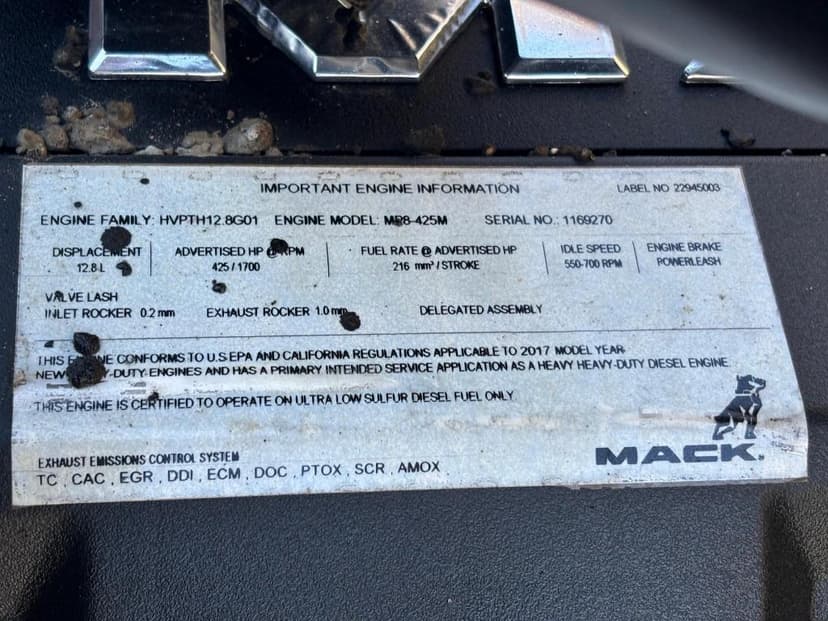 IMPORTANT ENGINE INFORMATION LABEL NO 22945003
ENGINE FAMILY: HVPTH12.8G01 ENGINE MODEL: MP8-425M SERIAL NO.: 1169270
DISPLACEMENT ADVERTISED HP @ RPM FUEL RATE @ ADVERTISED HP IDLE SPEED ENGINE BRAKE
12.8 L 425 / 1700 216 mm³ / STROKE 550-700 RPM POWERLEASH
VALVE LASH
INLET ROCKER 0.2 mm EXHAUST ROCKER 1.0 mm DELEGATED ASSEMBLY
THIS ENGINE CONFORMS TO U.S EPA AND CALIFORNIA REGULATIONS APPLICABLE TO 2017 MODEL YEAR
NEW -DUTY ENGINES AND HAS A PRIMARY INTENDED SERVICE APPLICATION AS A HEAVY HEAVY-DUTY DIESEL ENGINE
THIS ENGINE IS CERTIFIED TO OPERATE ON ULTRA LOW SULFUR DIESEL FUEL ONLY
EXHAUST EMISSIONS CONTROL SYSTEM
TC , CAC , EGR , DDI , ECM , DOC , PTOX , SCR , AMOX
MACK.